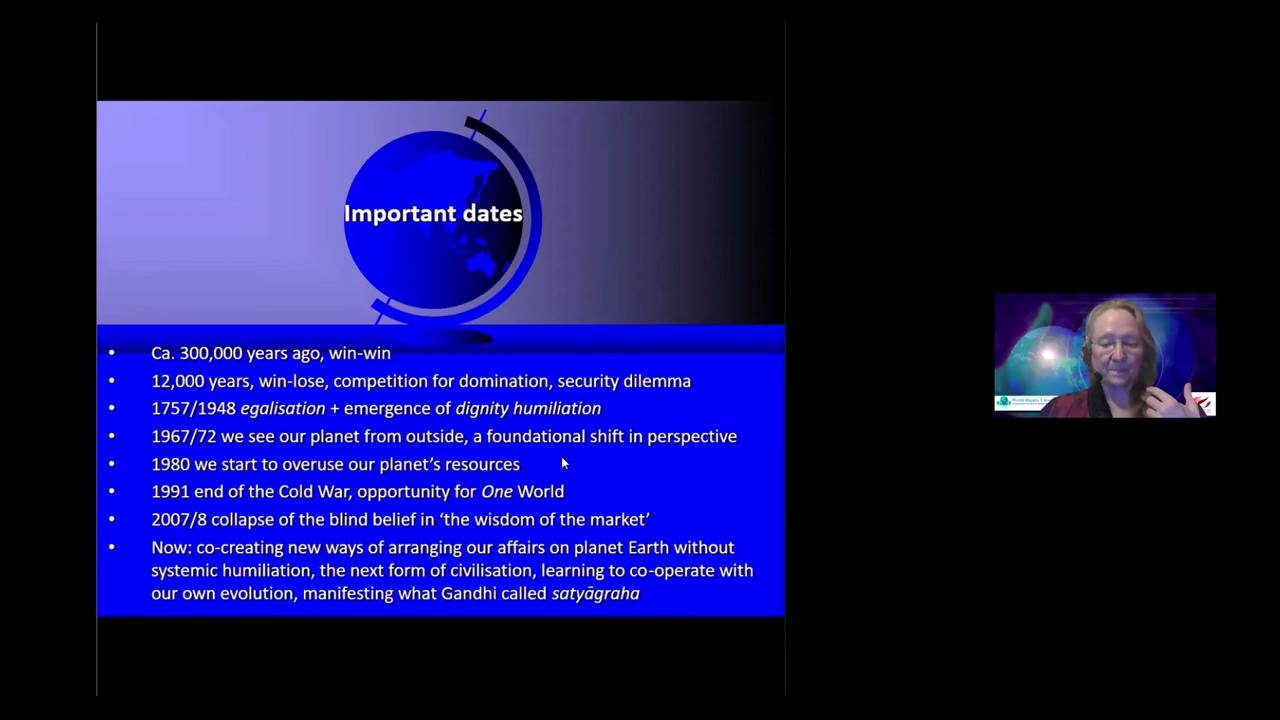 Important dates
• Ca. 300,000 years ago, win-win
• 12,000 years, win-lose, competition for domination, security dilemma
• 1757/1948 egalisation + emergence of dignity humiliation
• 1967/72 we see our planet from outside, a foundational shift in perspective
• 1980 we start to overuse our planet’s resources
• 1991 end of the Cold War, opportunity for One World
• 2007/8 collapse of the blind belief in ‘the wisdom of the market’
• Now: co-creating new ways of arranging our affairs on planet Earth without
systemic humiliation, the next form of civilisation, learning to co-operate with
our own evolution, manifesting what Gandhi called satyāgraha
World Dignity